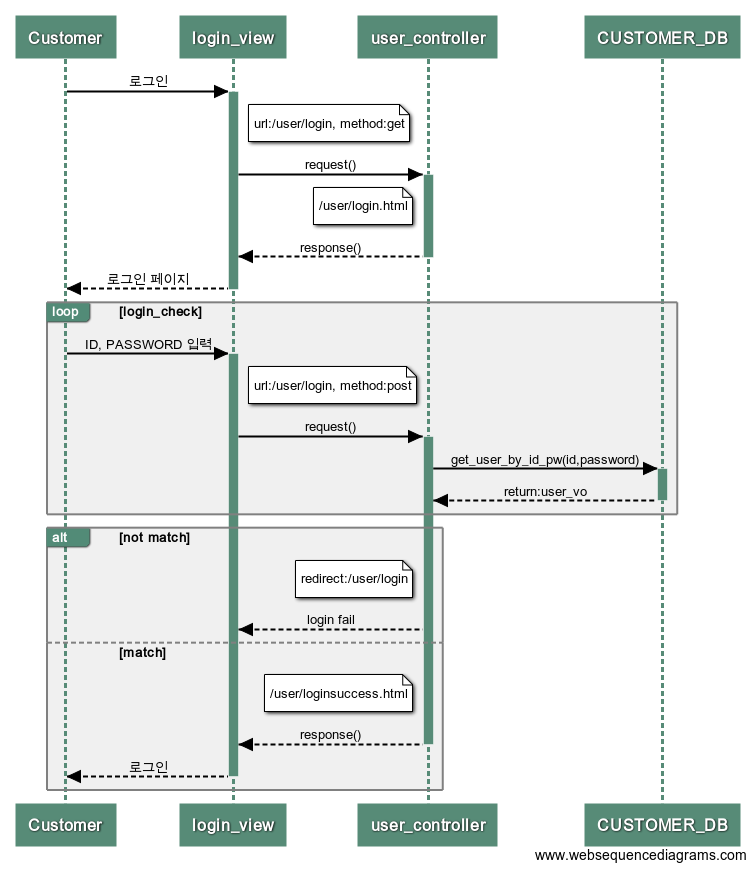 Customer
login_view
user_controller
CUSTOMER_DB
로그인
url:/user/login, method:get
request()
/user/login.html
response()
로그인 페이지
loop
[login_check]
ID, PASSWORD 입력
url:/user/login, method:post
request()
get_user_by_id_pw(id,password)
return:user_vo
alt
[not match]
redirect:/user/login
login fail
[match]
/user/loginsuccess.html
response()
로그인
Customer
login_view
user_controller
CUSTOMER_DB
www.websequencediagrams.com